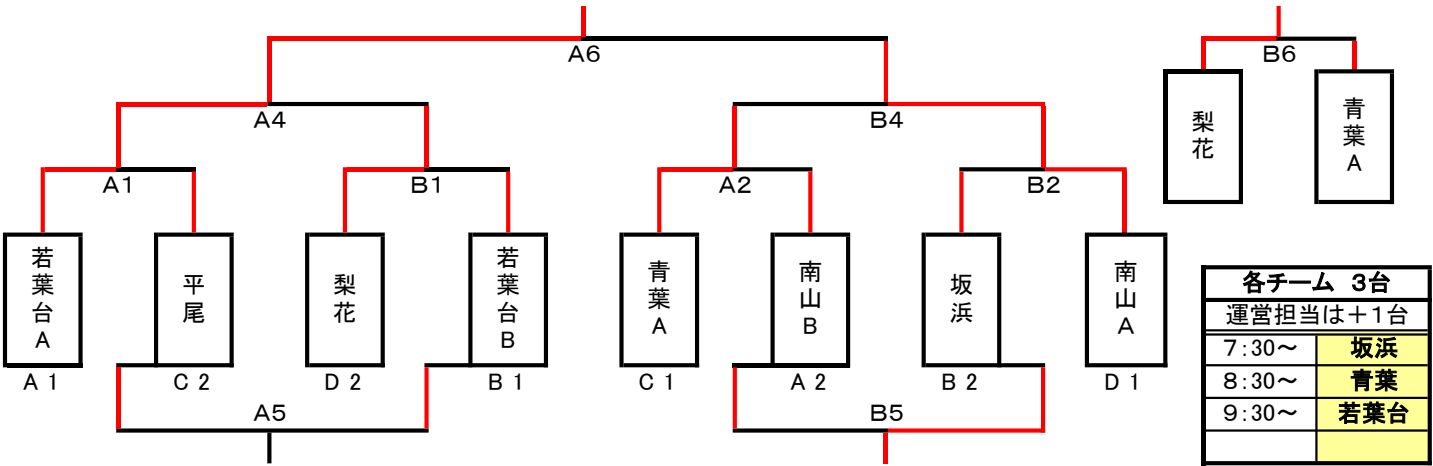 A6
B6
A4
B4
A1
B1
A2
B2
梨花
青葉A
若葉台A
平尾
梨花
若葉台B
青葉A
南山B
坂浜
南山A
A 1
C 2
D 2
B 1
C 1
A 2
B 2
D 1
A5
B5
各チーム 3台
運営担当は+1台
7:30～ 坂浜
8:30～ 青葉
9:30～ 若葉台